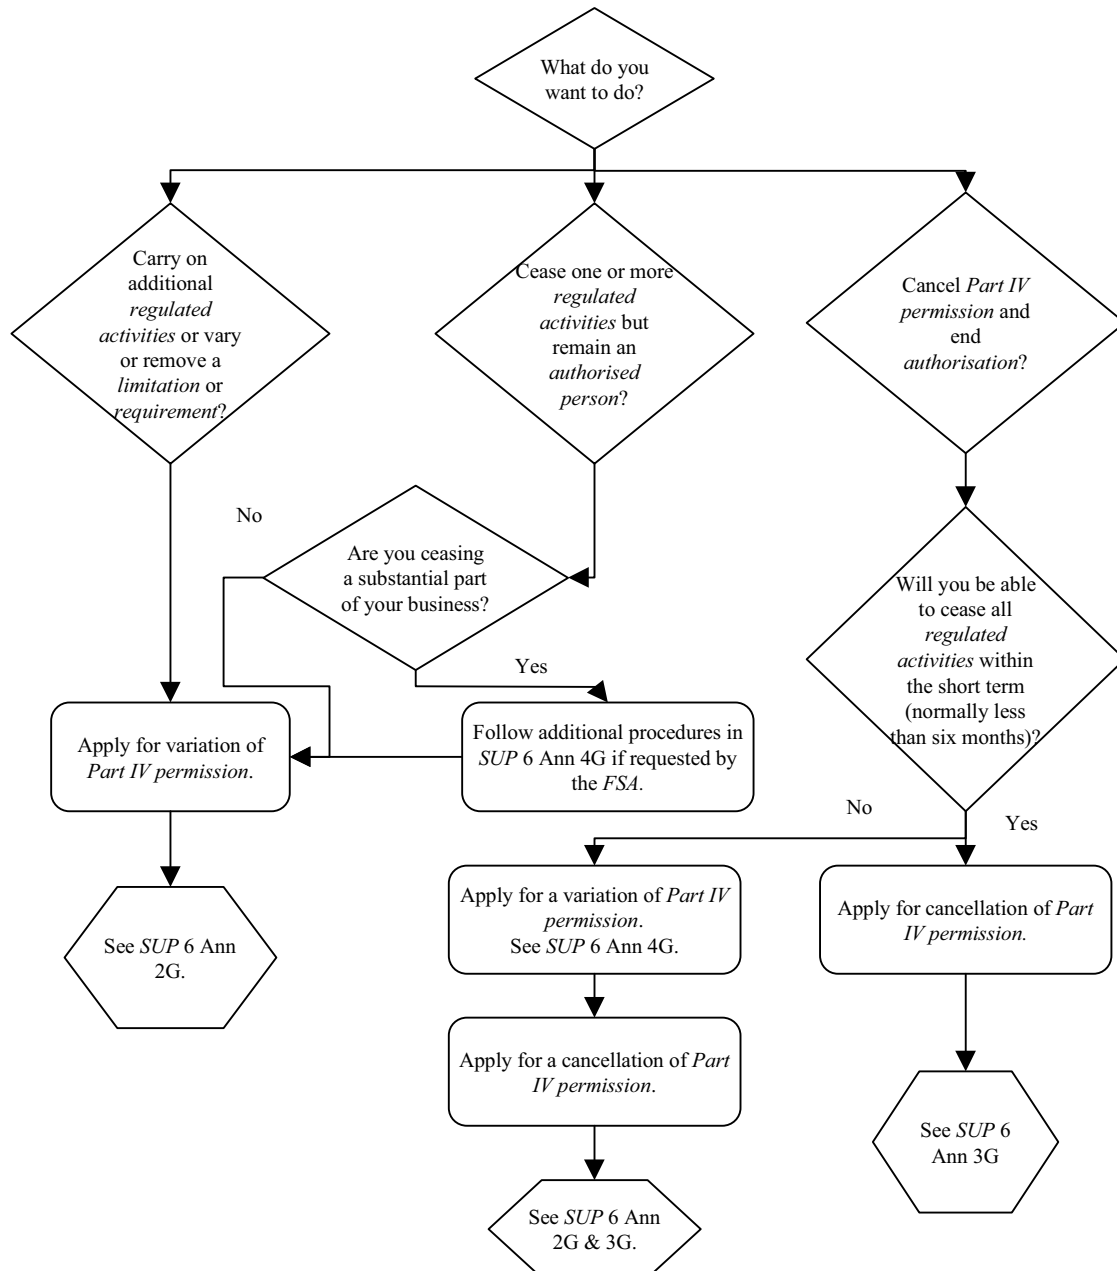 What do you
want to do?
Carry on
additional
regulated
activities or vary
or remove a
limitation or
requirement?
Cease one or more
regulated
activities but
remain an
authorised
person?
Cancel Part IV
permission and
end
authorisation?
No
Are you ceasing
a substantial part
of your business?
Yes
Will you be able
to cease all
regulated
activities within
the short term
(normally less
than six months)?
Apply for variation of
Part IV permission.
Follow additional procedures in
SUP 6 Ann 4G if requested by
the FSA.
No
Yes
See SUP 6 Ann
2G.
Apply for a variation of Part IV
permission.
See SUP 6 Ann 4G.
Apply for cancellation of Part
IV permission.
Apply for a cancellation of Part
IV permission.
See SUP 6
Ann 3G
See SUP 6 Ann
2G & 3G.